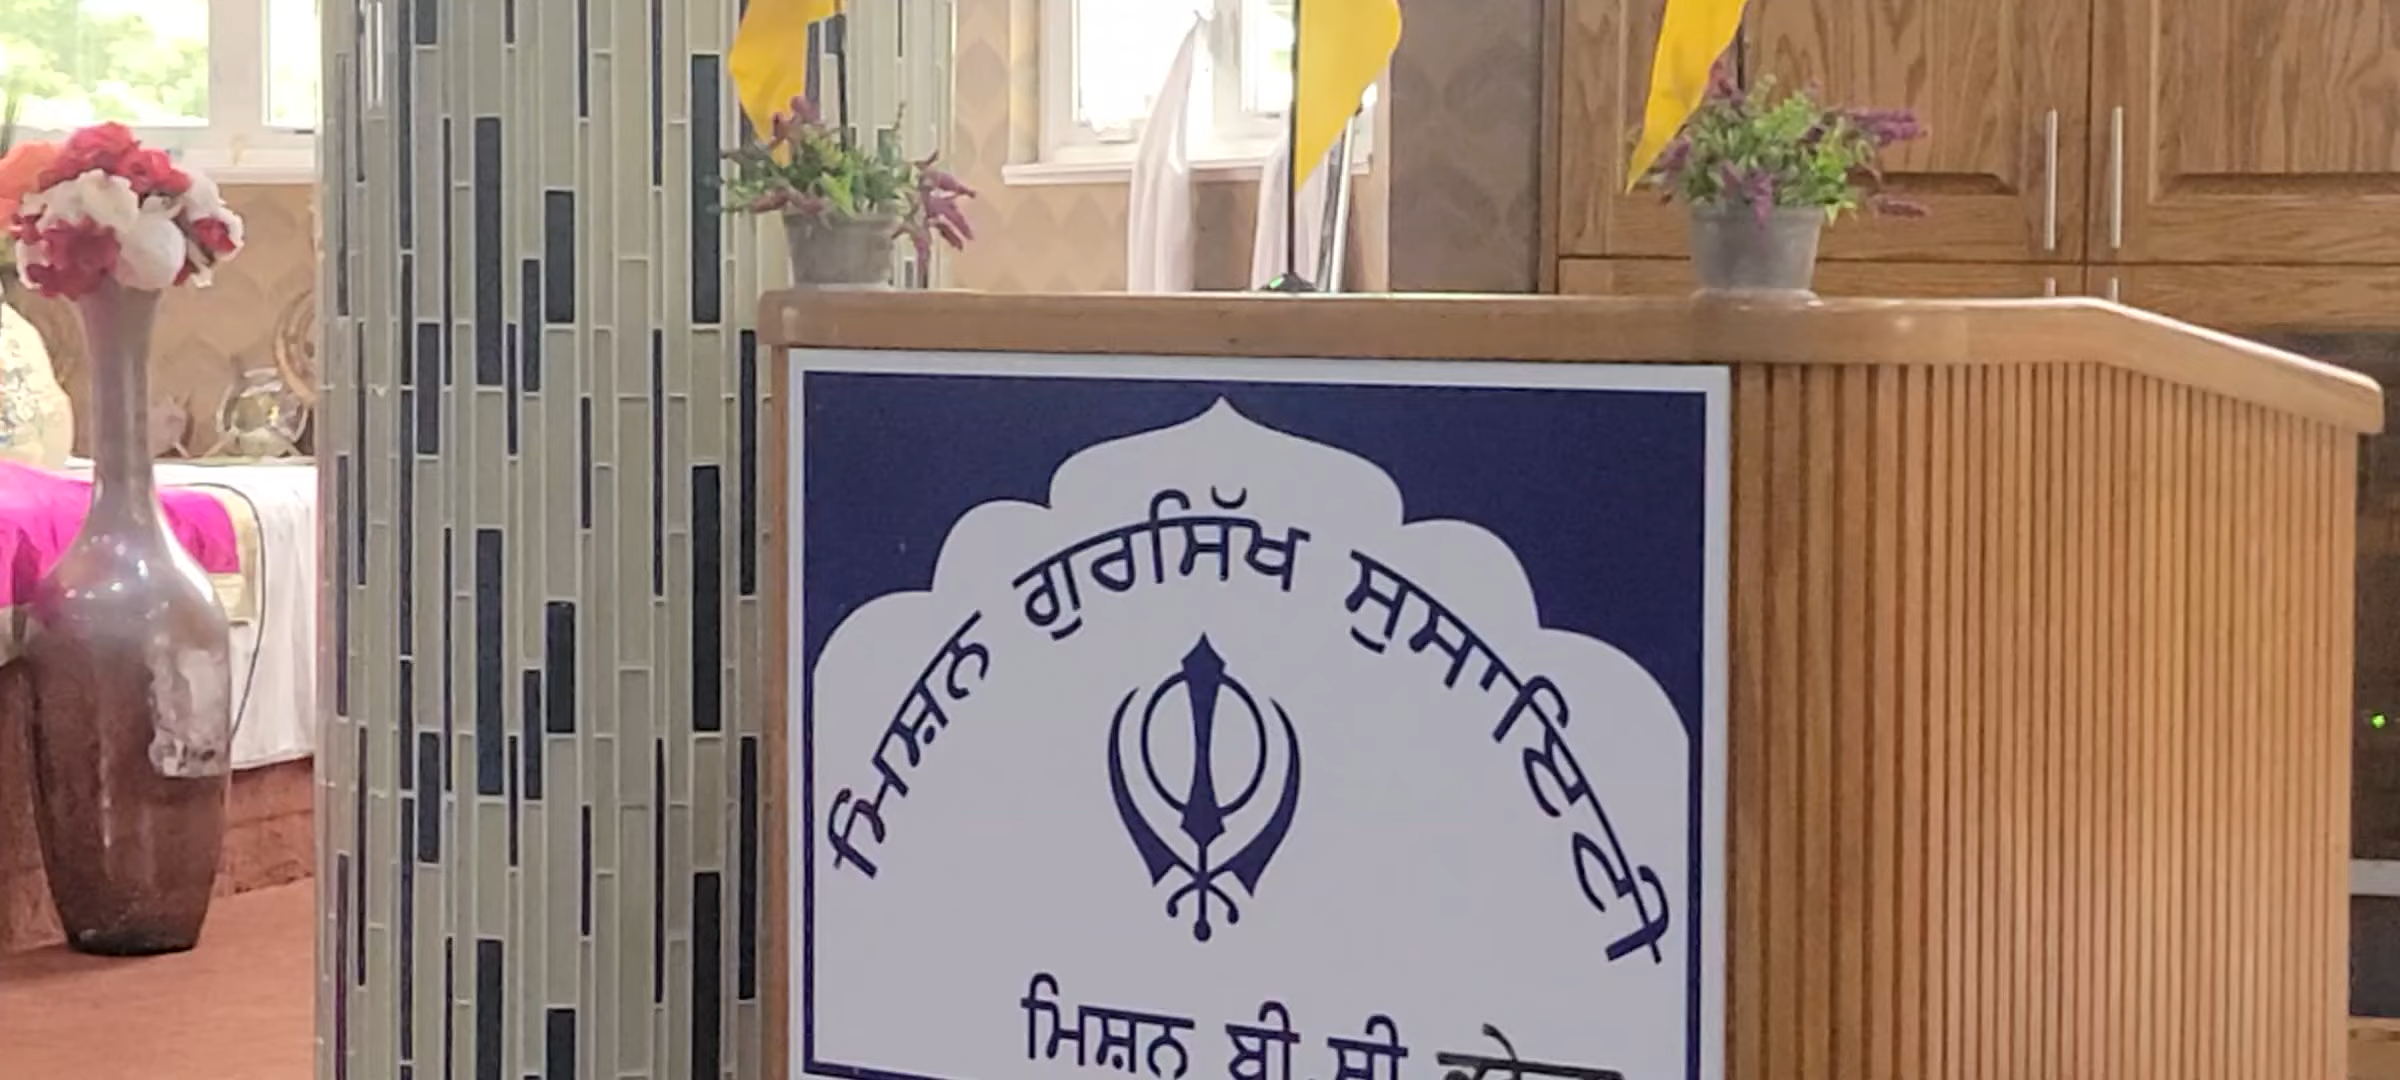 ਮਿਸ਼ਨ ਗੁਰਸਿੱਖ ਸੁਸਾਇਟੀ
ਮਿਸ਼ਨ ਬੀ.ਸੀ